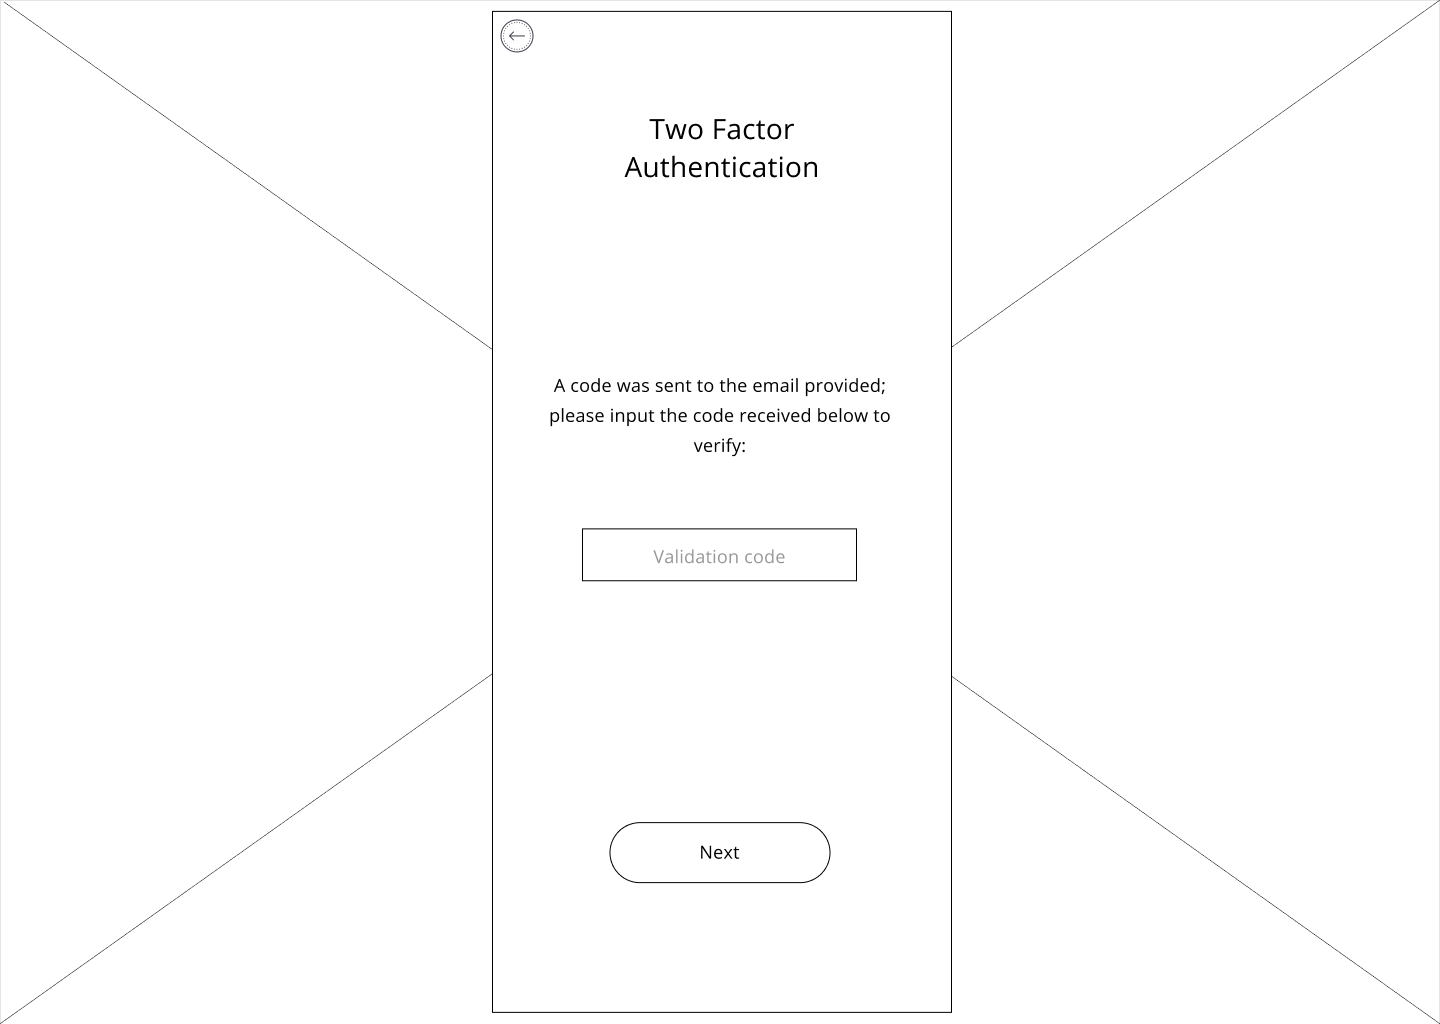 Two Factor
Authentication
A code was sent to the email provided;
please input the code received below to
verify:
Validation code
Next